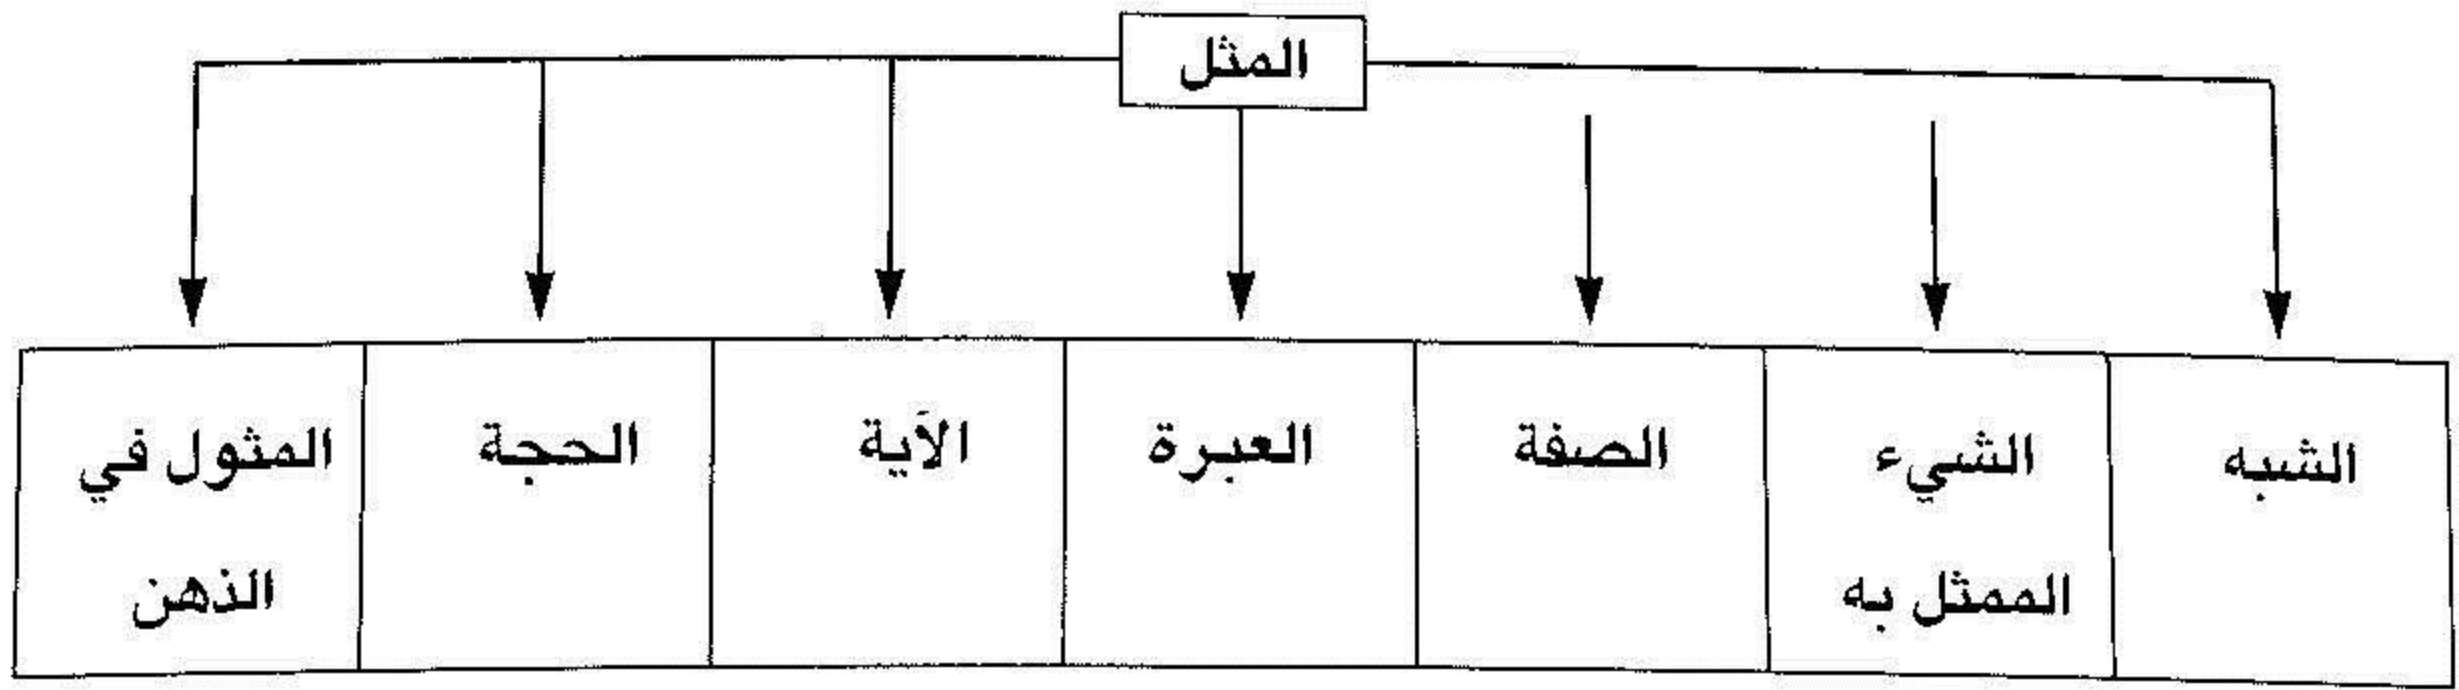 المثل
الشبه
الشيء
الممثل به
الصفة
العبرة
الآية
الحجة
المثول في
الذهن